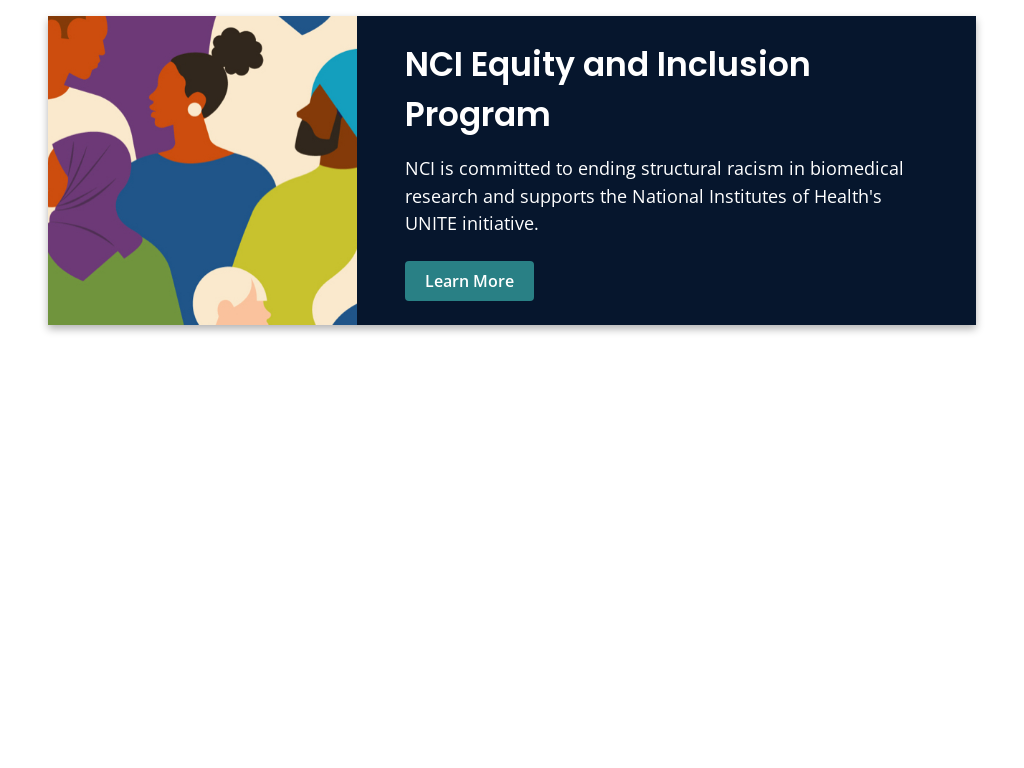 NCI Equity and Inclusion
Program
NCI is committed to ending structural racism in biomedical
research and supports the National Institutes of Health's
UNITE initiative.
Learn More